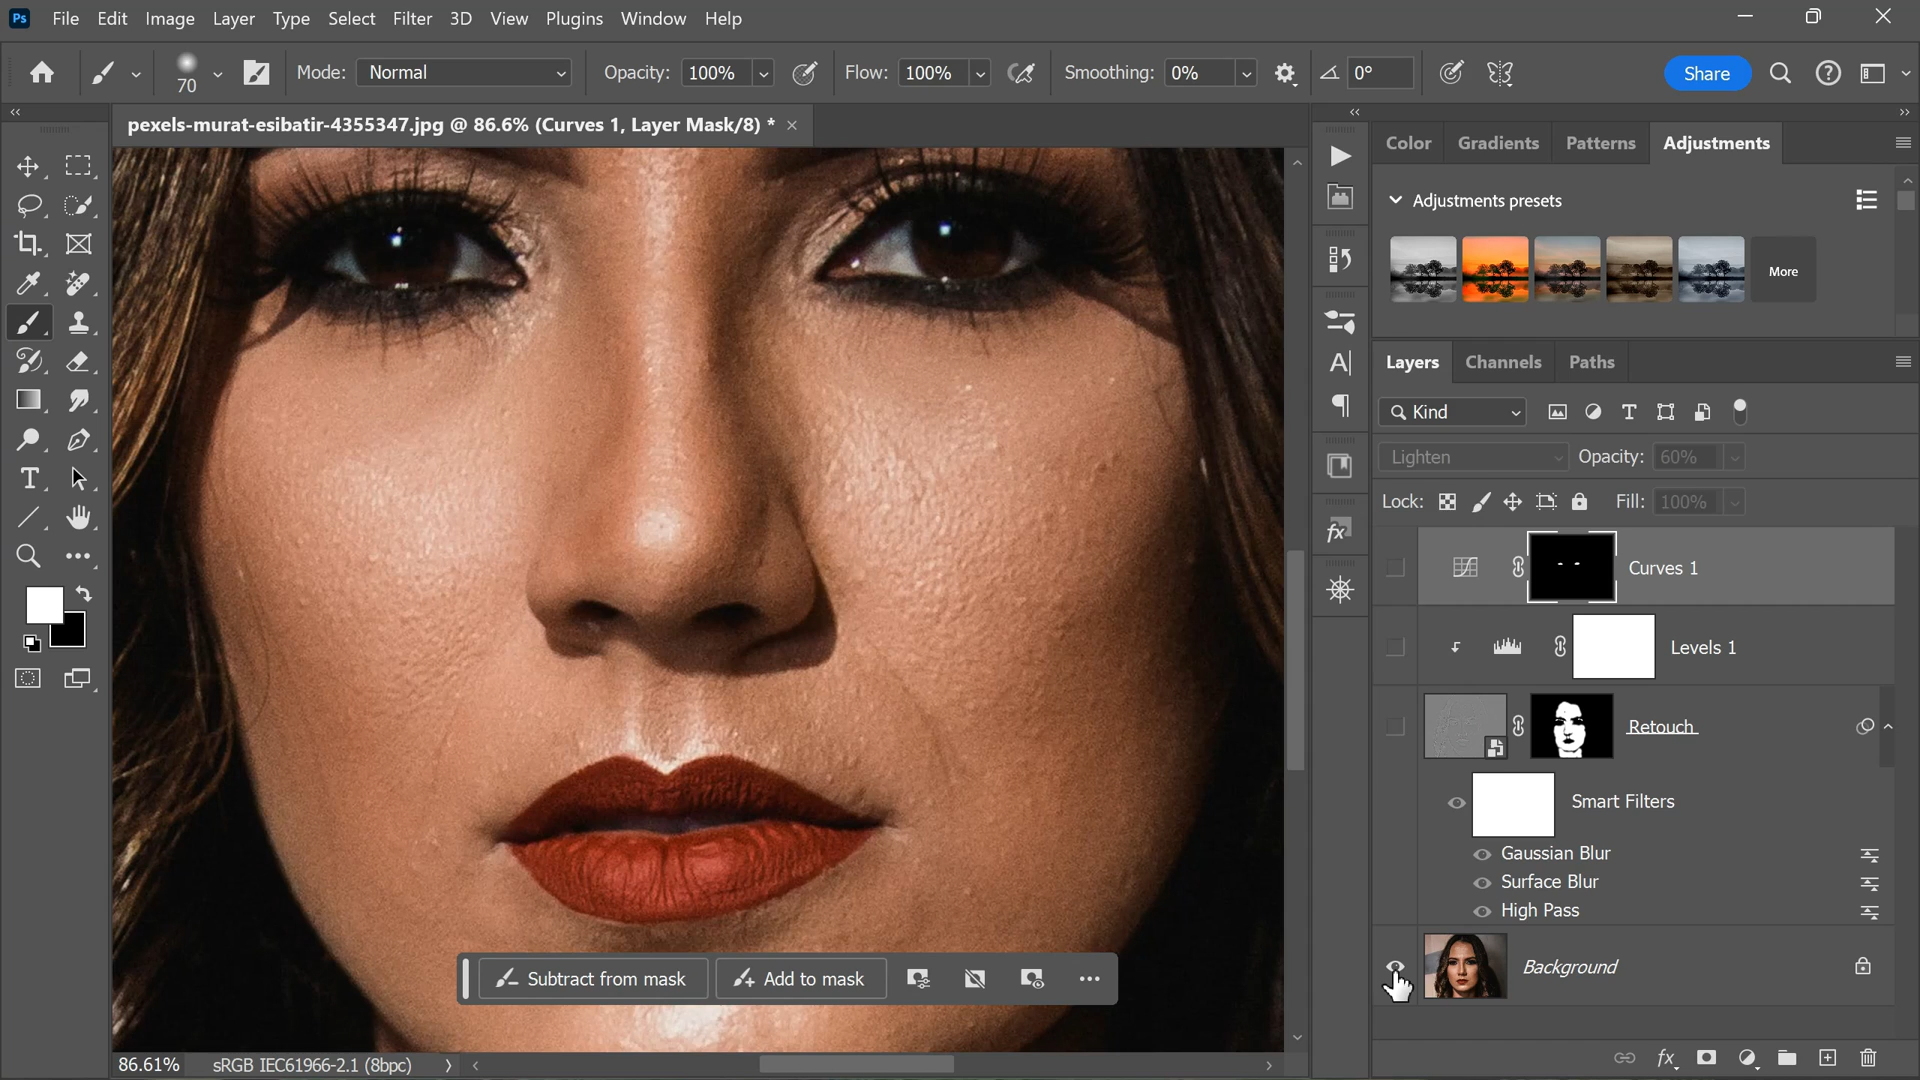 Ps File Edit Image Layer Type Select Filter 3D View Plugins Window Help
70 Mode: Normal Opacity: 100% Flow: 100% Smoothing: 0% 0° Share
pexels-murat-esibatir-4355347.jpg @ 86.6% (Curves 1, Layer Mask/8) *
Color Gradients Patterns Adjustments
Adjustments presets
More
Layers Channels Paths
Kind
Lighten Opacity: 60%
Lock: Fill: 100%
Curves 1
Levels 1
Retouch
Smart Filters
Gaussian Blur
Surface Blur
High Pass
Background
Subtract from mask Add to mask
86.61% sRGB IEC61966-2.1 (8bpc)